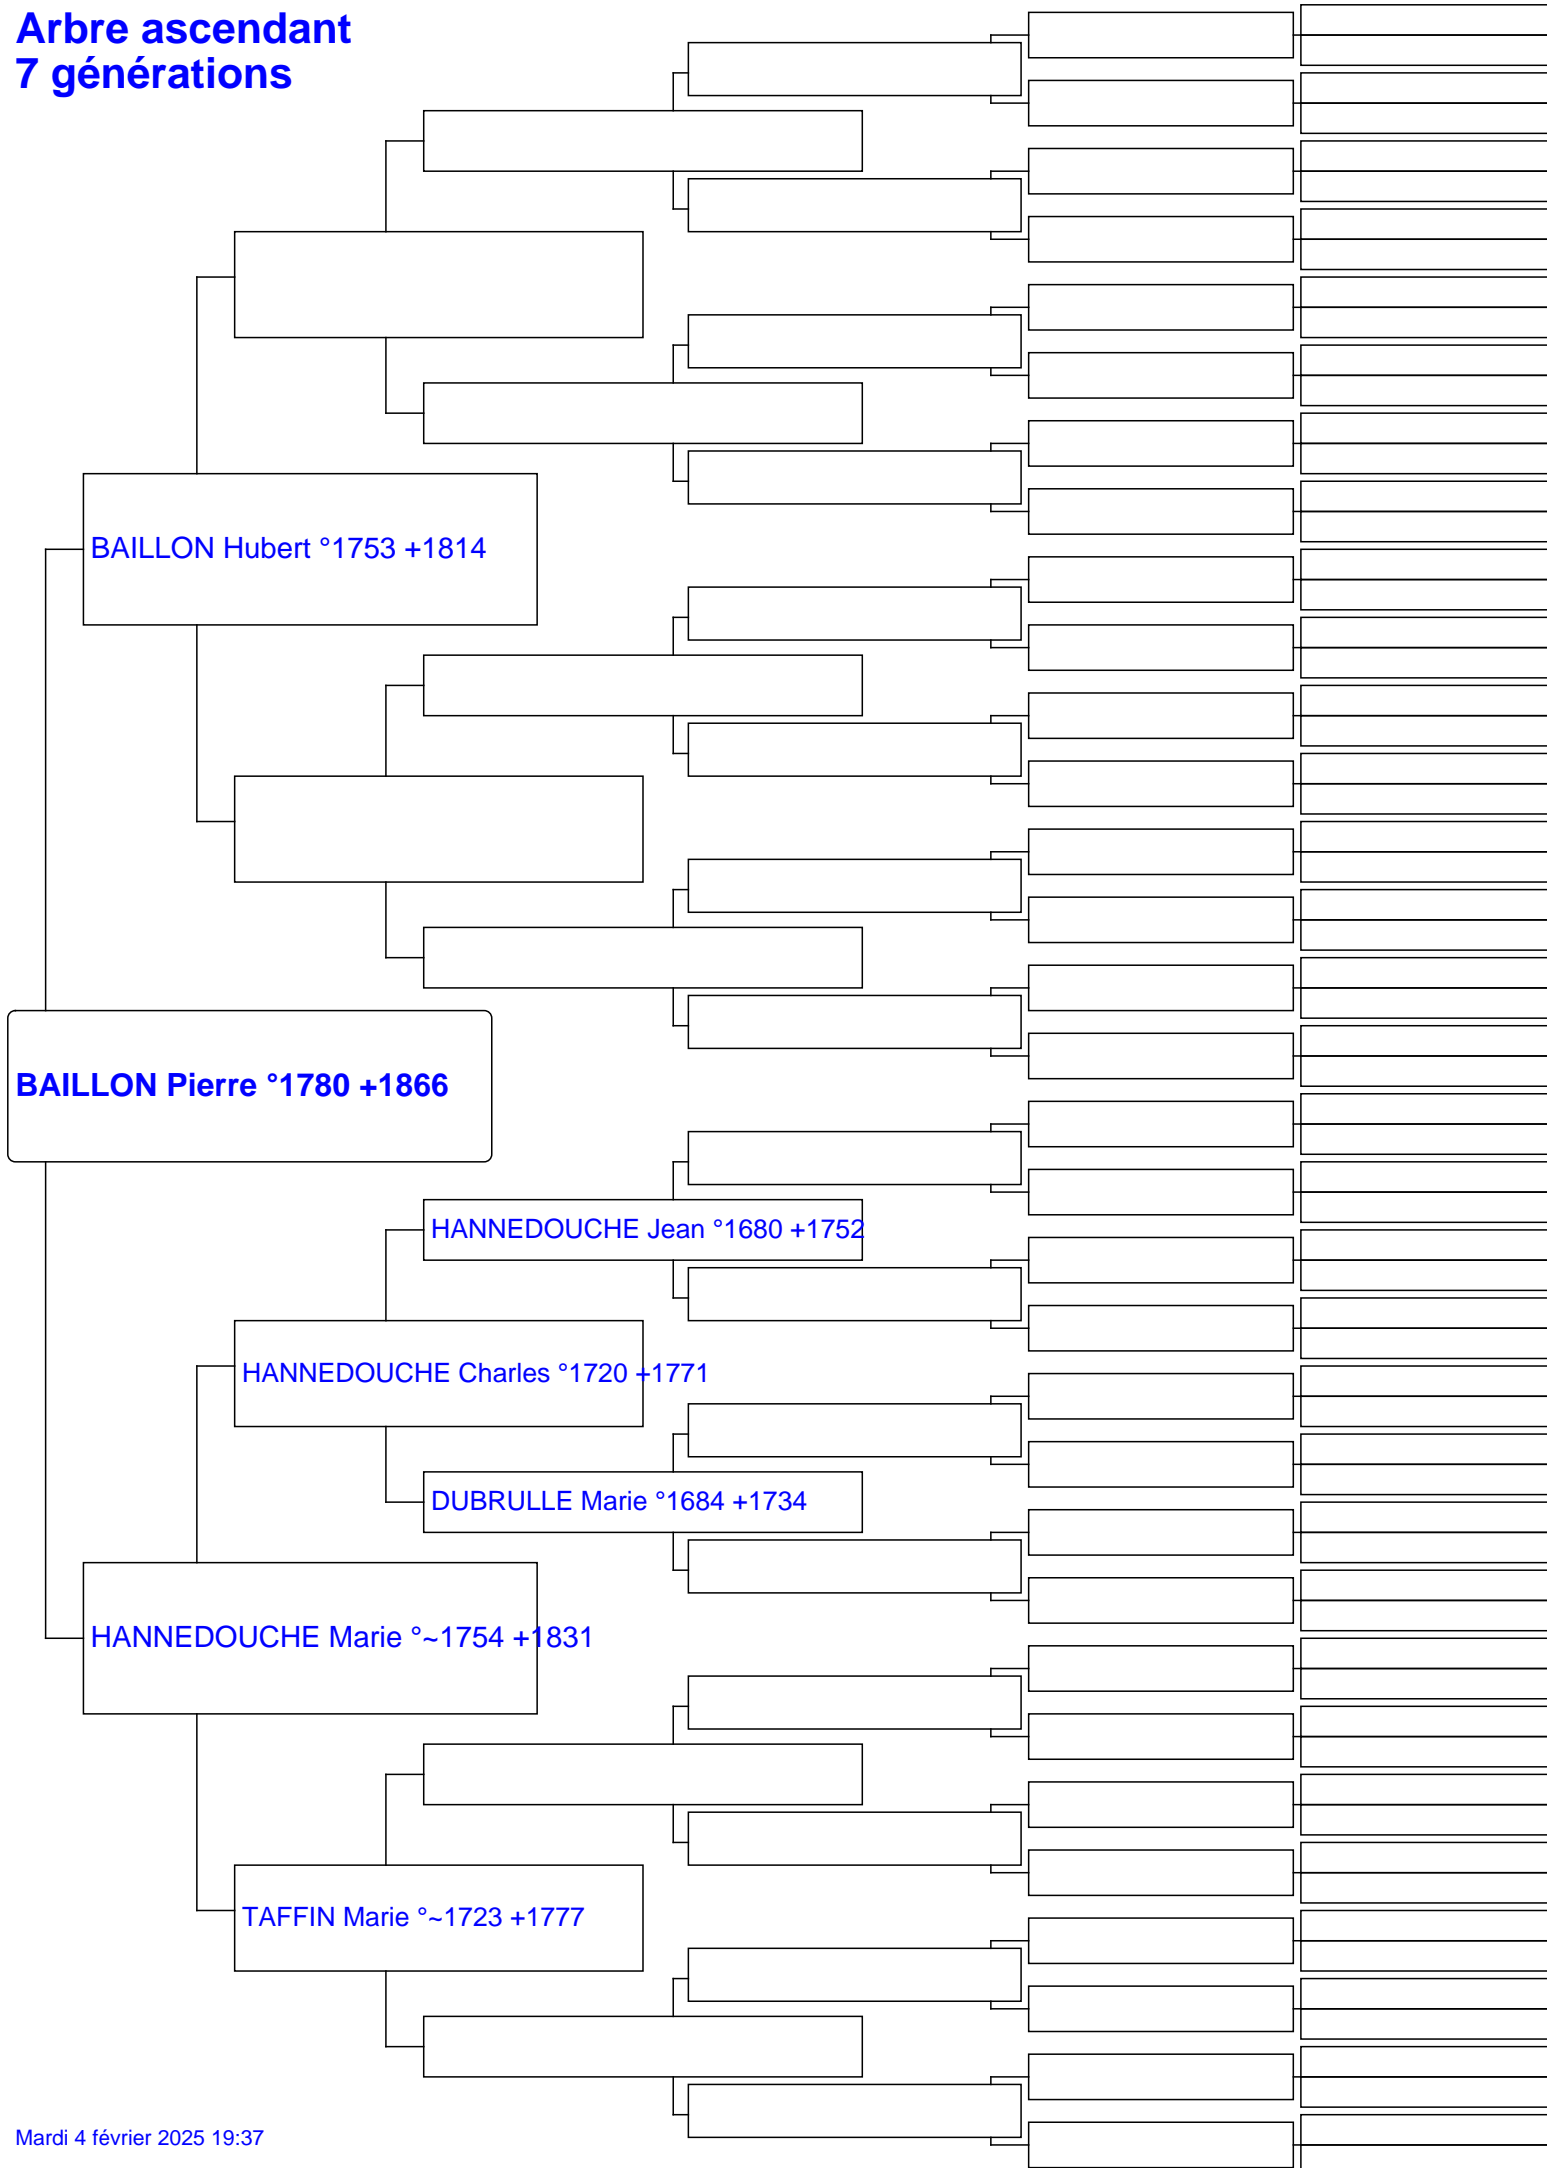 Arbre ascendant
7 générations
BAILLON Hubert °1753 +1814
BAILLON Pierre °1780 +1866
HANNEDOUCHE Jean °1680 +1752
HANNEDOUCHE Charles °1720 +1771
DUBRULLE Marie °1684 +1734
HANNEDOUCHE Marie °~1754 +1831
TAFFIN Marie °~1723 +1777
Mardi 4 février 2025 19:37